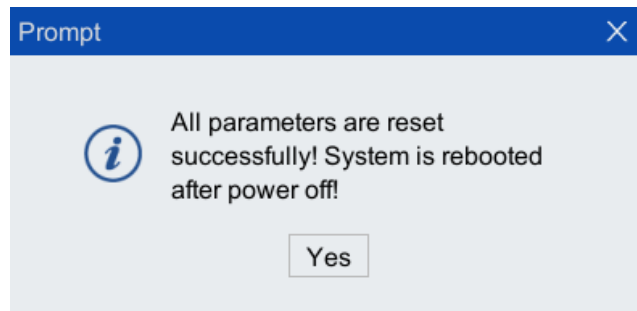 Prompt
All parameters are reset
successfully! System is rebooted
after power off!
Yes